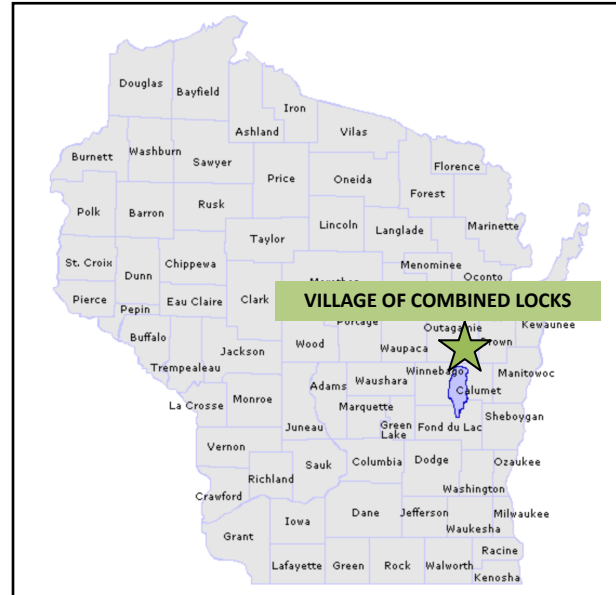 Douglas
Bayfield
Iron
Ashland
Vilas
Burnett
Washburn
Sawyer
Florence
Price
Oneida
Forest
Polk
Barron
Rusk
Lincoln
Langlade
Marinette
Taylor
St. Croix
Dunn
Chippewa
Menominee
Oconto
Pierce
Pepin
Eau Claire
Clark
VILLAGE OF COMBINED LOCKS
Portage
Outagamie
Kewaunee
Buffalo
Wood
Waupaca
Brown
Trempealeau
Jackson
Winnebago
Manitowoc
Adams
Waushara
Calumet
La Crosse
Monroe
Marquette
Sheboygan
Juneau
Green
Lake
Fond du Lac
Vernon
Sauk
Columbia
Dodge
Ozaukee
Richland
Washington
Crawford
Dane
Jefferson
Milwaukee
Iowa
Waukesha
Grant
Racine
Lafayette
Green
Rock
Walworth
Kenosha